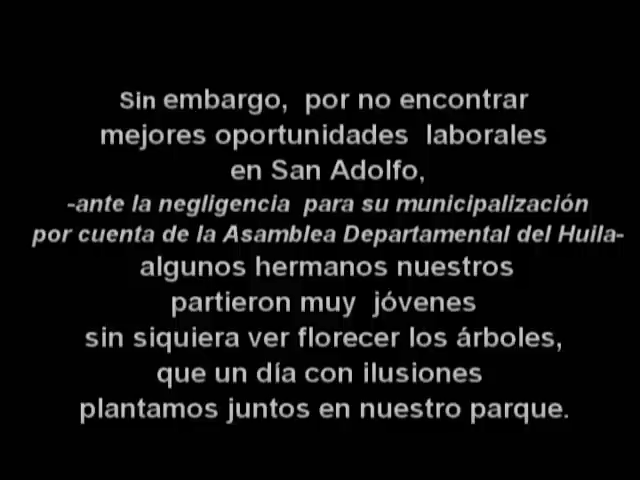 Sin embargo, por no encontrar
mejores oportunidades laborales
en San Adolfo,
-ante la negligencia para su municipalización
por cuenta de la Asamblea Departamental del Huila-
algunos hermanos nuestros
partieron muy jóvenes
sin siquiera ver florecer los árboles,
que un día con ilusiones
plantamos juntos en nuestro parque.